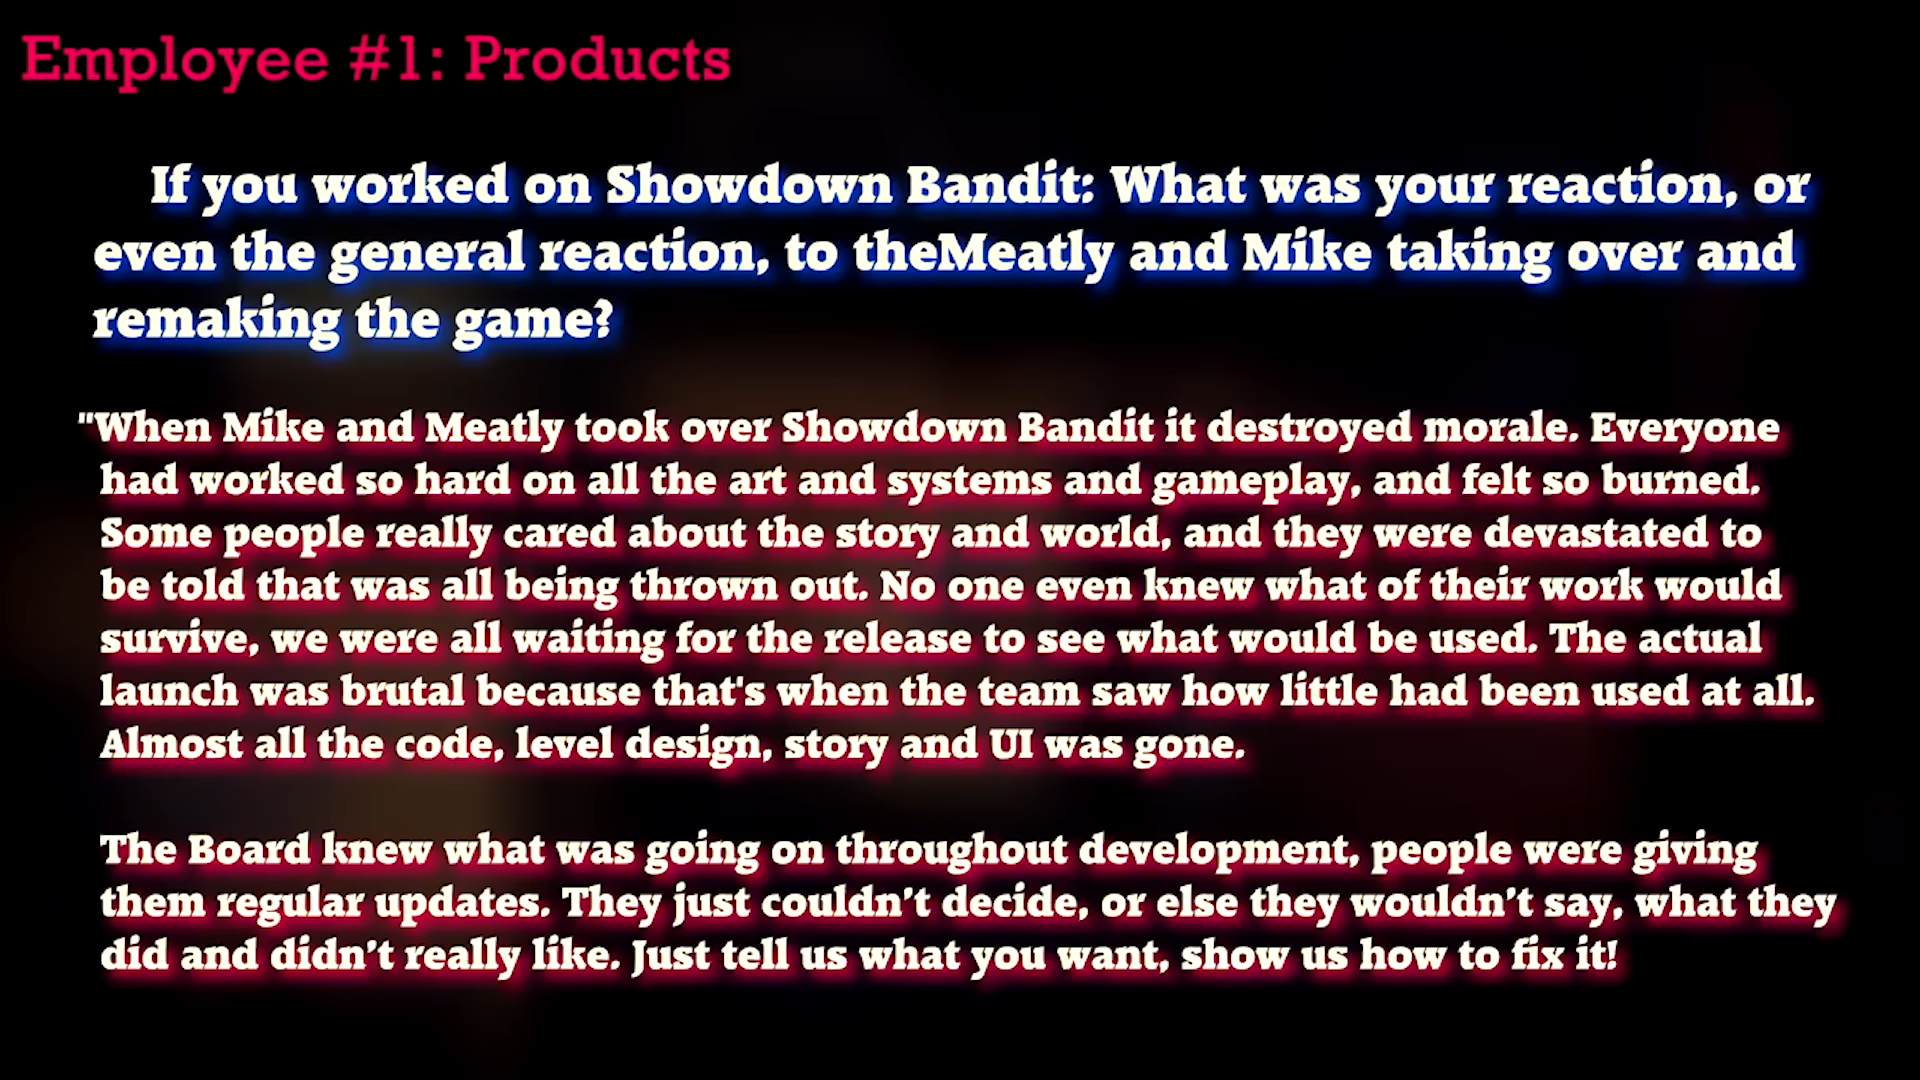 Employee #1: Products
If you worked on Showdown Bandit: What was your reaction, or
even the general reaction, to theMeatly and Mike taking over and
remaking the game?
"When Mike and Meatly took over Showdown Bandit it destroyed morale. Everyone
had worked so hard on all the art and systems and gameplay, and felt so burned.
Some people really cared about the story and world, and they were devastated to
be told that was all being thrown out. No one even knew what of their work would
survive, we were all waiting for the release to see what would be used. The actual
launch was brutal because that's when the team saw how little had been used at all.
Almost all the code, level design, story and UI was gone.
The Board knew what was going on throughout development, people were giving
them regular updates. They just couldn’t decide, or else they wouldn’t say, what they
did and didn’t really like. Just tell us what you want, show us how to fix it!